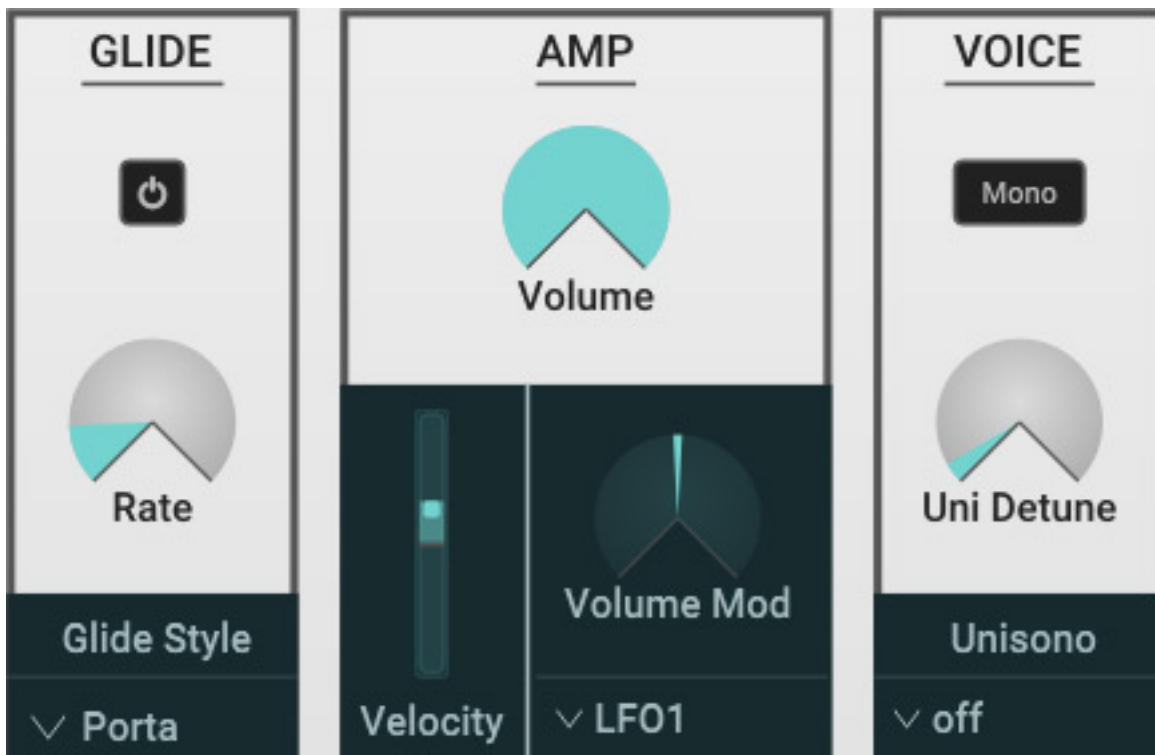 GLIDE
Rate
Glide Style
Porta
AMP
Volume
Velocity
Volume Mod
LFO1
VOICE
Mono
Uni Detune
Unisono
off